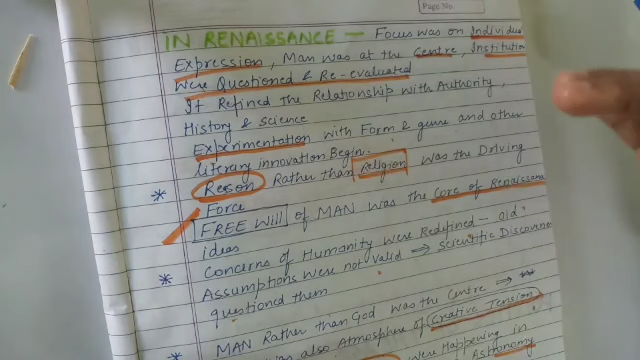 Page No.
IN RENAISSANCE — Focus was on Individu
Expression, Man was at the Centre, Institution
Were Questioned & Re-evaluated
It Refined the Relationship with Authority,
History & Science
Experimentation with Form & genre and other
literary innovation Begin.
* Reason Rather than Religion was the Driving
Force
FREE WILL of MAN was the Core of Renaissan
ideas
* Concerns of Humanity were Redefined - old
Assumptions were not valid ⇒ Scientific Discoveries
questioned them
* MAN Rather than God was the Centre ⇒
also Atmosphere of Creative Tension
were Happening in
Astronomy